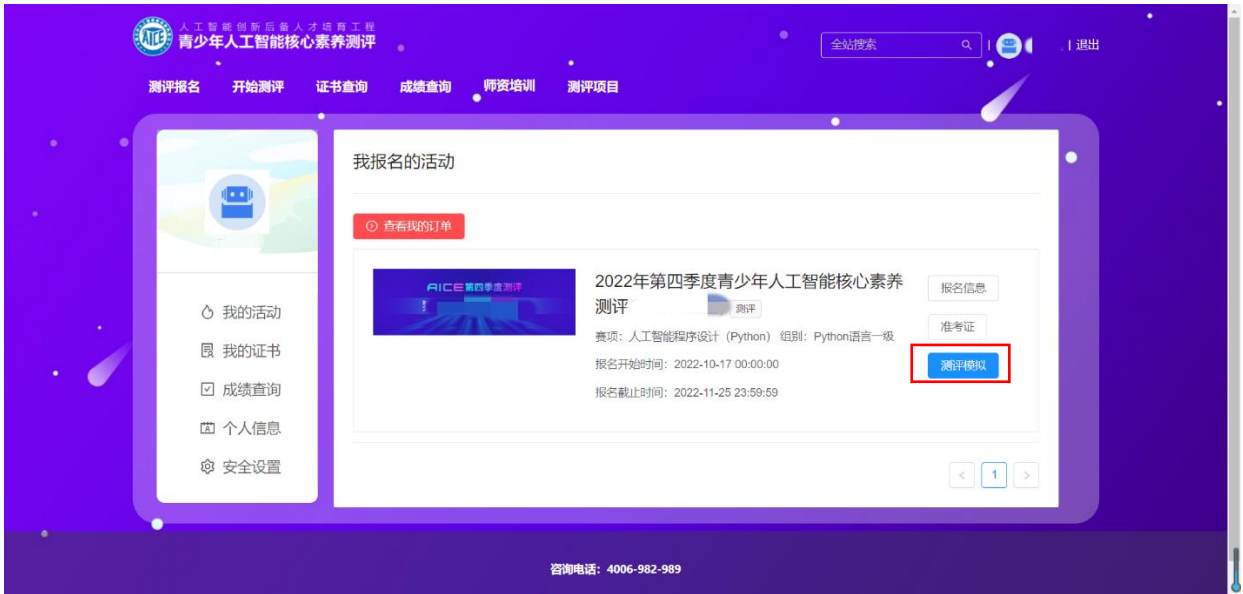 人工智能创新后备人才培育工程
青少年人工智能核心素养测评
全站搜索
退出
测评报名 开始测评 证书查询 成绩查询 师资培训 测评项目
我报名的活动
查看我的订单
AICE第四季度测评
2022年第四季度青少年人工智能核心素养
测评
测评
赛项：人工智能程序设计（Python） 组别：Python语言一级
报名开始时间：2022-10-17 00:00:00
报名截止时间：2022-11-25 23:59:59
报名信息
准考证
测评模拟
我的活动
我的证书
成绩查询
个人信息
安全设置
< 1 >
咨询电话：4006-982-989